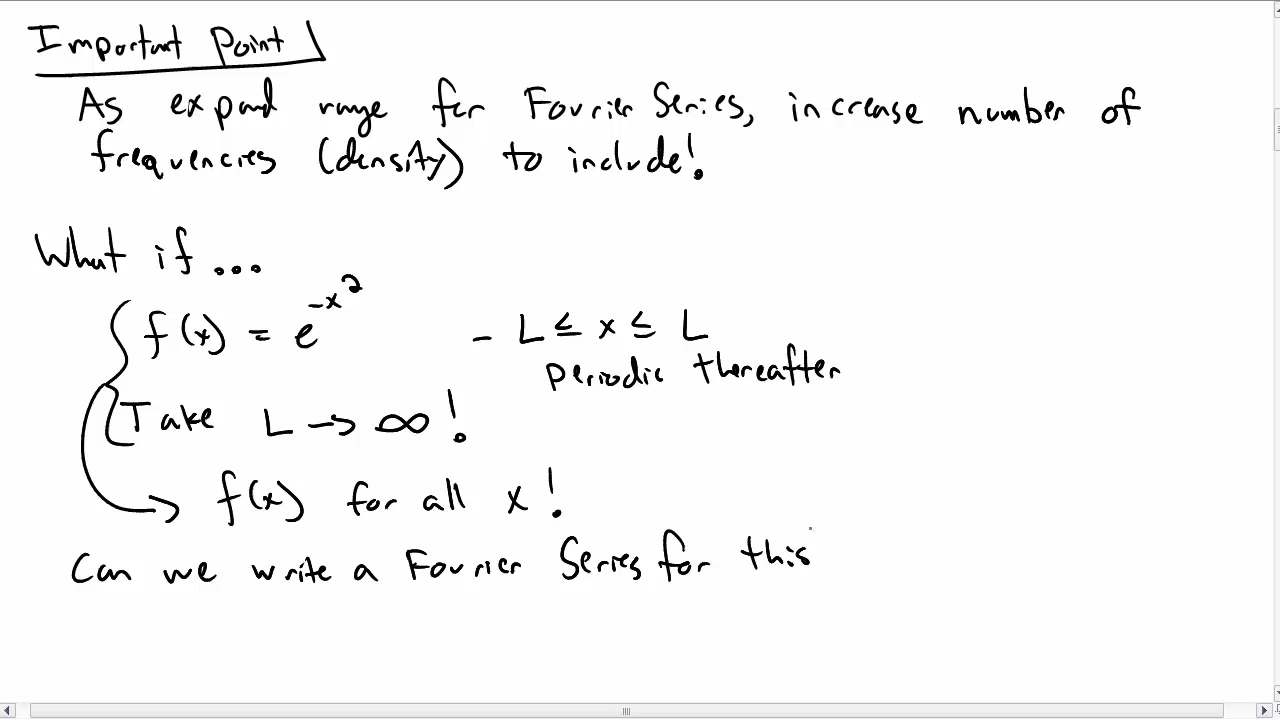 Important Point
As expand range for Fourier Series, increase number of
frequencies (density) to include!
What if ...
f(x) = e^{-x^2} - L ≤ x ≤ L
periodic thereafter
Take L → ∞!
→ f(x) for all x!
Can we write a Fourier Series for this